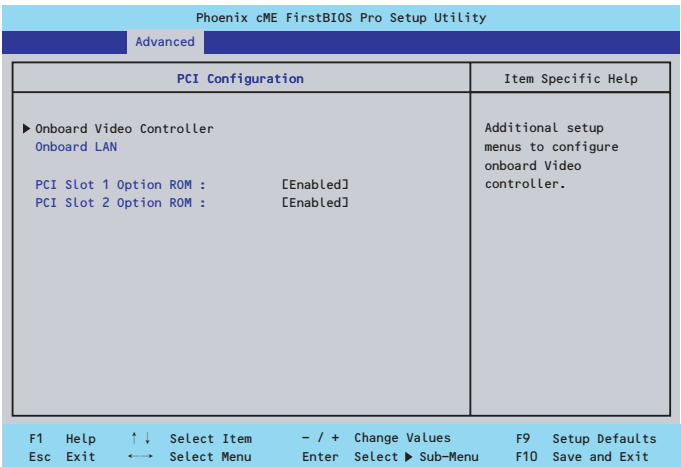 Phoenix cME FirstBIOS Pro Setup Utility
Advanced
PCI Configuration
Item Specific Help
▶ Onboard Video Controller
Onboard LAN
PCI Slot 1 Option ROM : [Enabled]
PCI Slot 2 Option ROM : [Enabled]
Additional setup
menus to configure
onboard Video
controller.
F1 Help ↑↓ Select Item − / + Change Values F9 Setup Defaults
Esc Exit ←→ Select Menu Enter Select ▶ Sub−Menu F10 Save and Exit